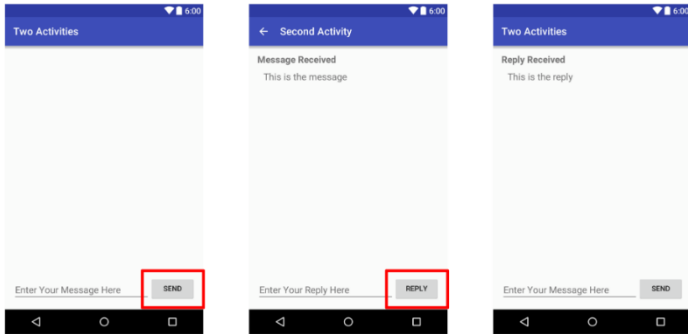 6:00
Two Activities
Enter Your Message Here
SEND
6:00
Second Activity
Message Received
This is the message
Enter Your Reply Here
REPLY
6:00
Two Activities
Reply Received
This is the reply
Enter Your Message Here
SEND